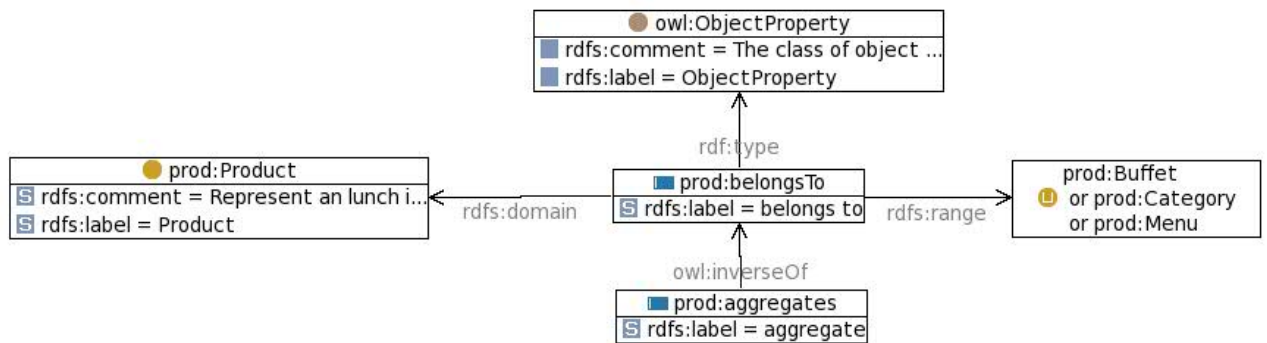 owl:ObjectProperty
rdfs:comment = The class of object ...
rdfs:label = ObjectProperty
rdf:type
prod:Product
S rdfs:comment = Represent an lunch i...
S rdfs:label = Product
rdfs:domain
prod:belongsTo
S rdfs:label = belongs to
rdfs:range
prod:Buffet
or prod:Category
or prod:Menu
owl:inverseOf
prod:aggregates
S rdfs:label = aggregate